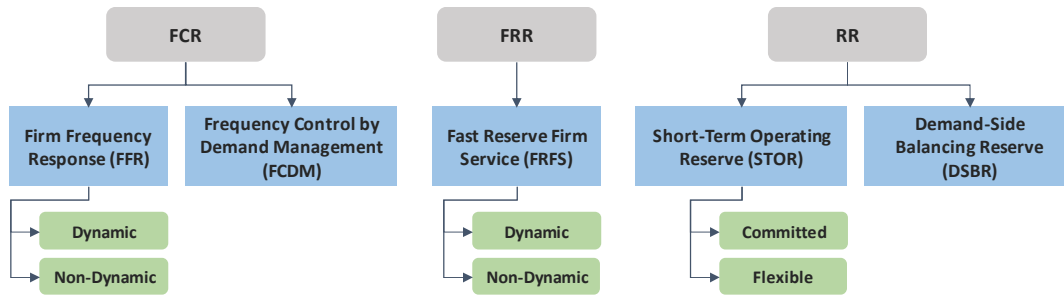 FCR
FRR
RR
Firm Frequency
Response (FFR)
Frequency Control by
Demand Management
(FCDM)
Fast Reserve Firm
Service (FRFS)
Short-Term Operating
Reserve (STOR)
Demand-Side
Balancing Reserve
(DSBR)
Dynamic
Non-Dynamic
Dynamic
Non-Dynamic
Committed
Flexible